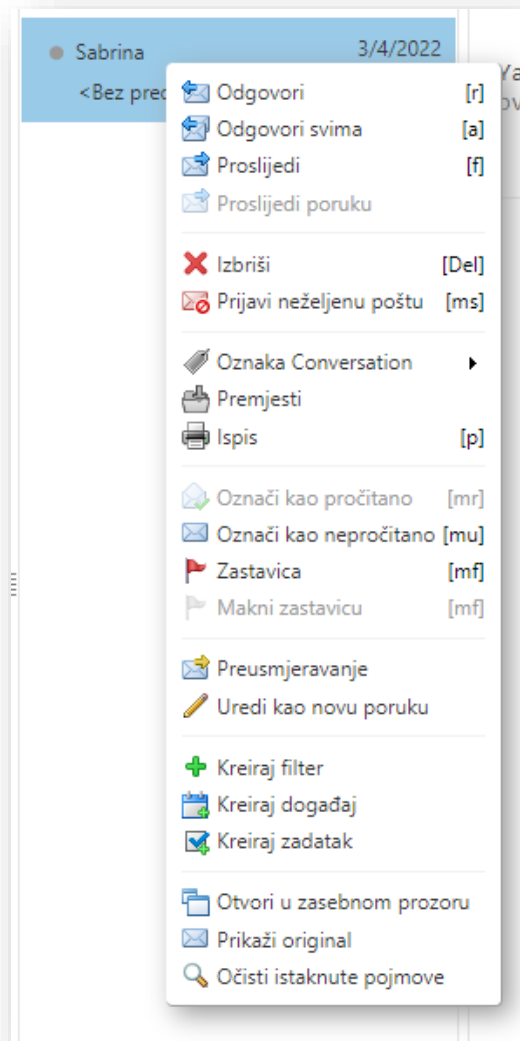 Sabrina 3/4/2022
<Bez pred
Odgovori [r]
Odgovori svima [a]
Proslijedi [f]
Proslijedi poruku
Izbriši [Del]
Prijavi neželjenu poštu [ms]
Oznaka Conversation
Premjesti
Ispis [p]
Označi kao pročitano [mr]
Označi kao nepročitano [mu]
Zastavica [mf]
Makni zastavicu [mf]
Preusmjeravanje
Uredi kao novu poruku
Kreiraj filter
Kreiraj događaj
Kreiraj zadatak
Otvori u zasebnom prozoru
Prikaži original
Očisti istaknute pojmove